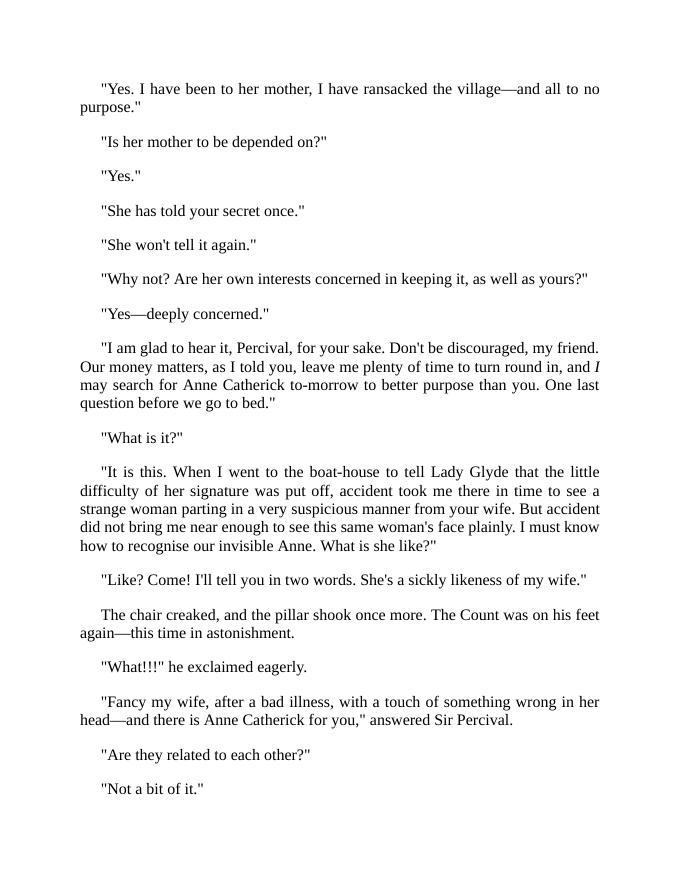 "Yes. I have been to her mother, I have ransacked the village—and all to no
purpose."
"Is her mother to be depended on?"
"Yes."
"She has told your secret once."
"She won't tell it again."
"Why not? Are her own interests concerned in keeping it, as well as yours?"
"Yes—deeply concerned."
"I am glad to hear it, Percival, for your sake. Don't be discouraged, my friend.
Our money matters, as I told you, leave me plenty of time to turn round in, and I
may search for Anne Catherick to-morrow to better purpose than you. One last
question before we go to bed."
"What is it?"
"It is this. When I went to the boat-house to tell Lady Glyde that the little
difficulty of her signature was put off, accident took me there in time to see a
strange woman parting in a very suspicious manner from your wife. But accident
did not bring me near enough to see this same woman's face plainly. I must know
how to recognise our invisible Anne. What is she like?"
"Like? Come! I'll tell you in two words. She's a sickly likeness of my wife."
The chair creaked, and the pillar shook once more. The Count was on his feet
again—this time in astonishment.
"What!!!" he exclaimed eagerly.
"Fancy my wife, after a bad illness, with a touch of something wrong in her
head—and there is Anne Catherick for you," answered Sir Percival.
"Are they related to each other?"
"Not a bit of it."